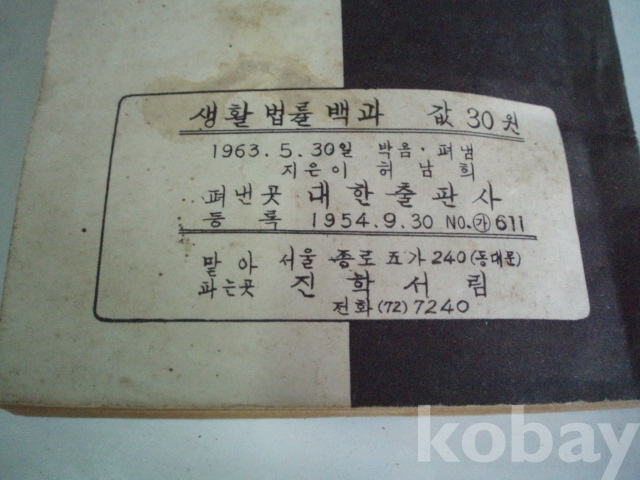 생활법률백과 값 30원
1963.5.30일 박음·펴냄
지은이 허남희
펴낸곳 대한출판사
등록 1954.9.30 NO.㉮611
맡아 서울 종로 五가 240(동대문)
파는곳 진학서림
전화(72)7240
kobay